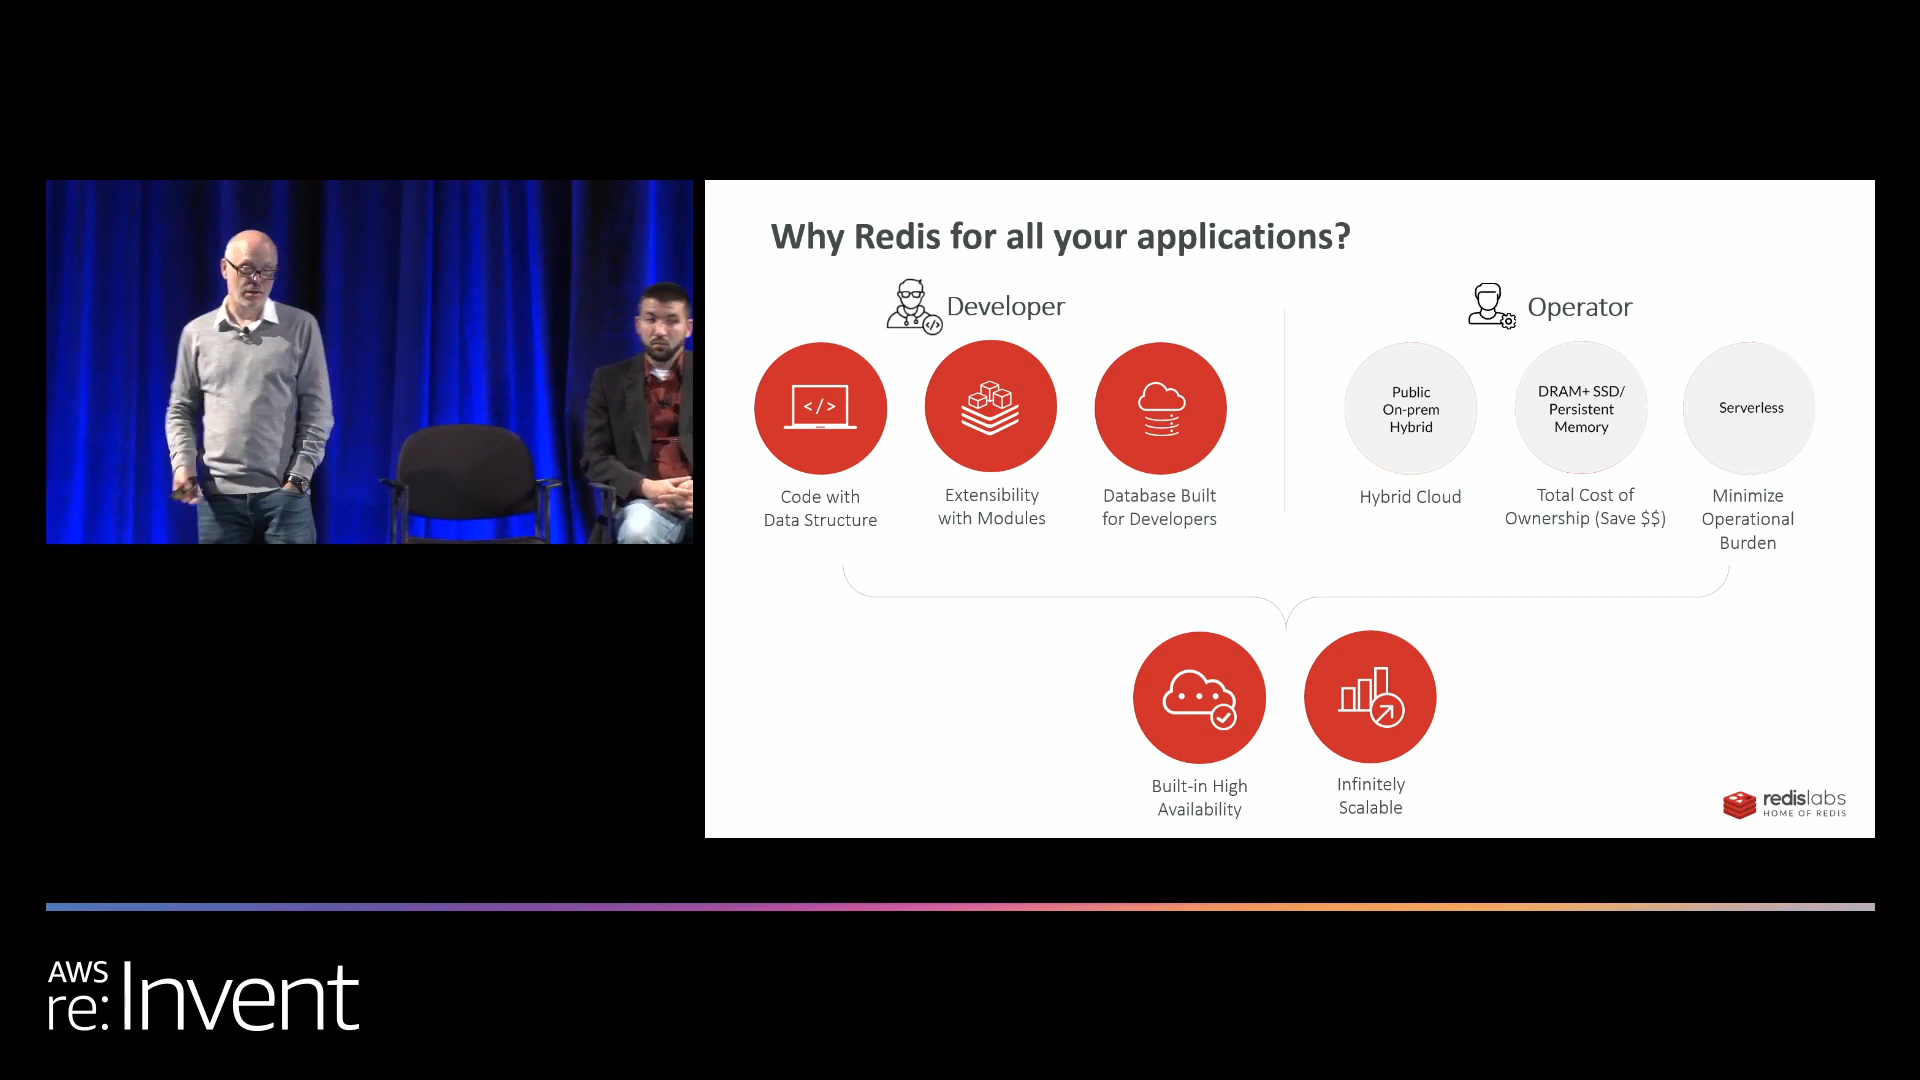 Why Redis for all your applications?
Developer
Operator
</>
Public
On-prem
Hybrid
DRAM+ SSD/
Persistent
Memory
Serverless
Code with
Data Structure
Extensibility
with Modules
Database Built
for Developers
Hybrid Cloud
Total Cost of
Ownership (Save $$)
Minimize
Operational
Burden
Built-in High
Availability
Infinitely
Scalable
redislabs
HOME OF REDIS
AWS
re:Invent